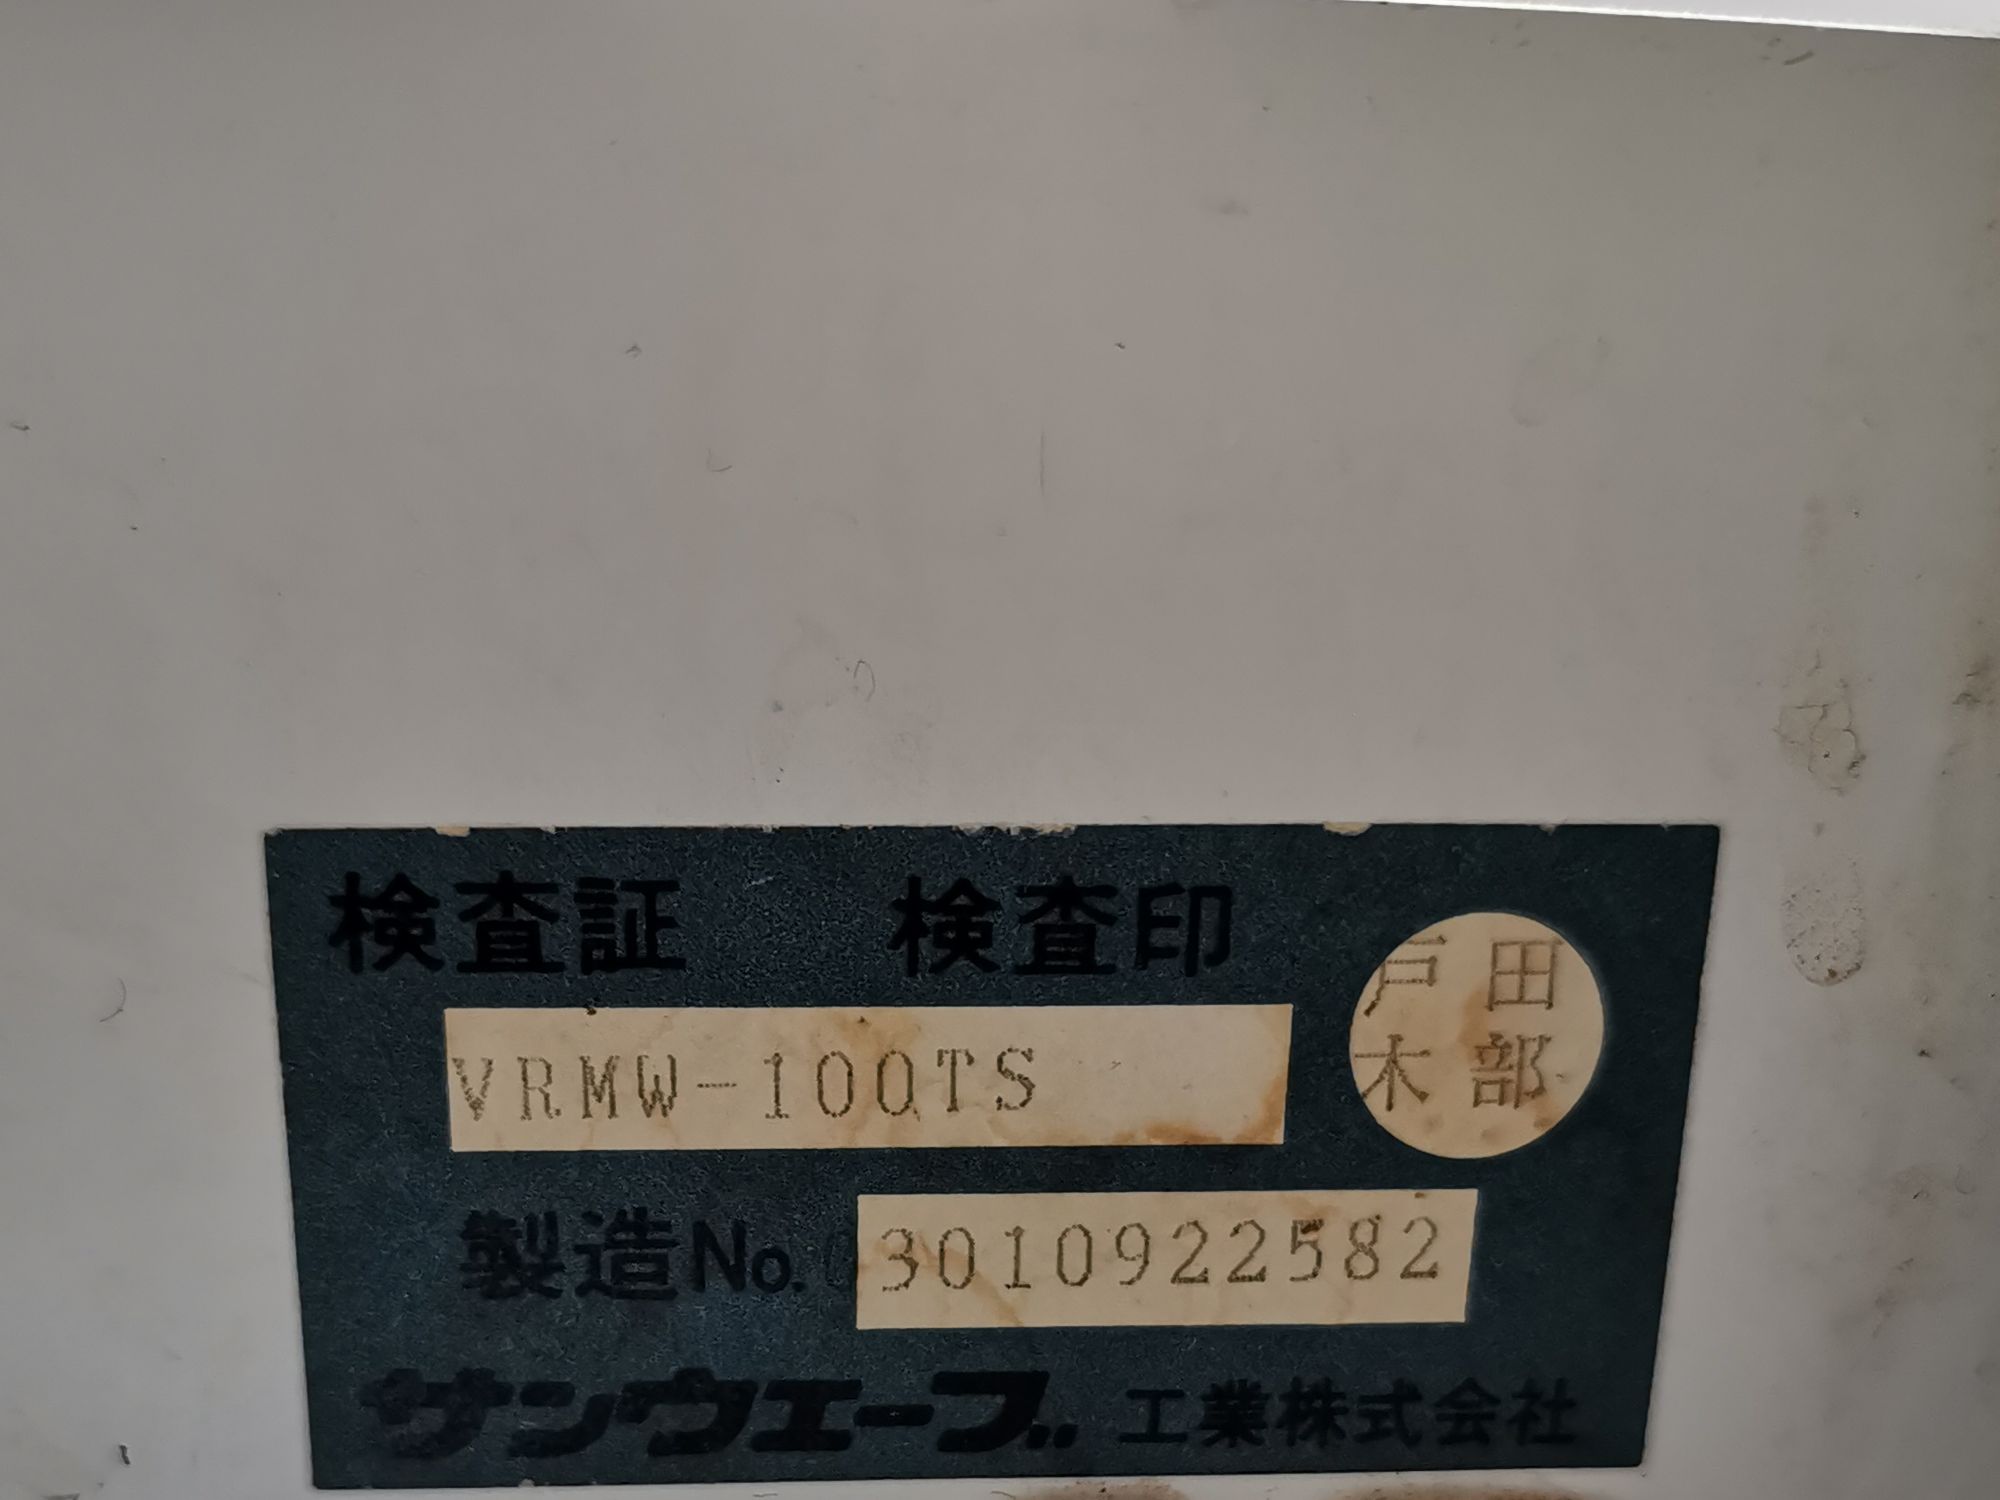 検査証 検査印
戸田
木部
VRMW-100TS
製造No. 3010922582
サンウエーブ工業株式会社